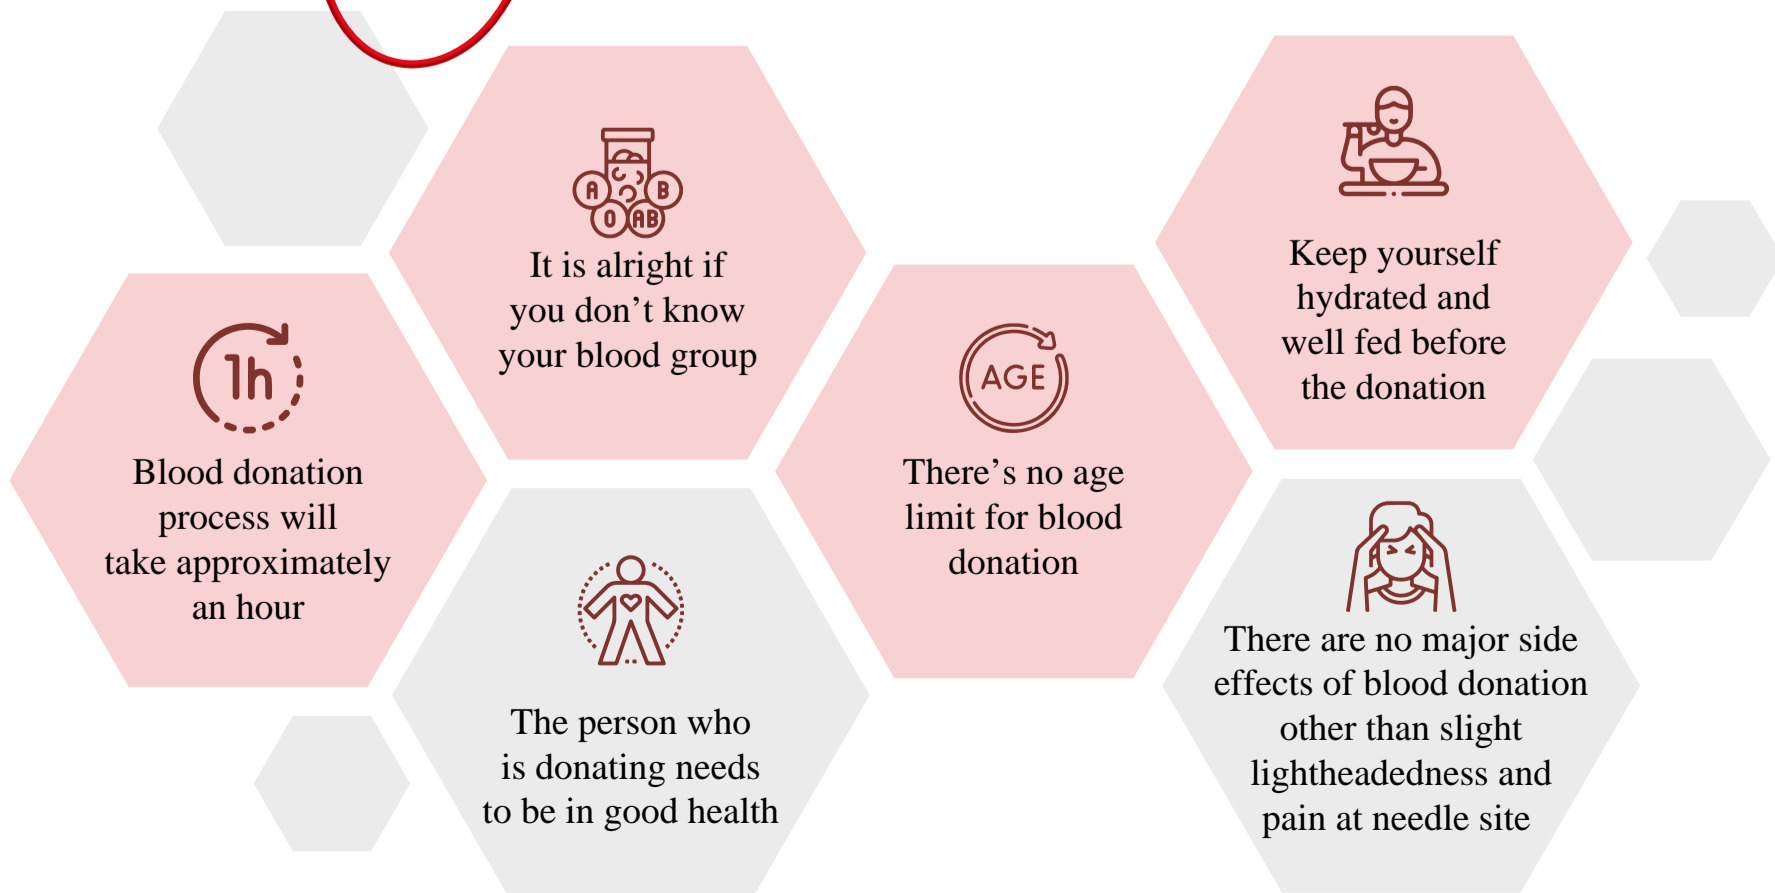 1h
Blood donation
process will
take approximately
an hour
A
B
O
AB
It is alright if
you don’t know
your blood group
The person who
is donating needs
to be in good health
AGE
There’s no age
limit for blood
donation
Keep yourself
hydrated and
well fed before
the donation
There are no major side
effects of blood donation
other than slight
lightheadedness and
pain at needle site